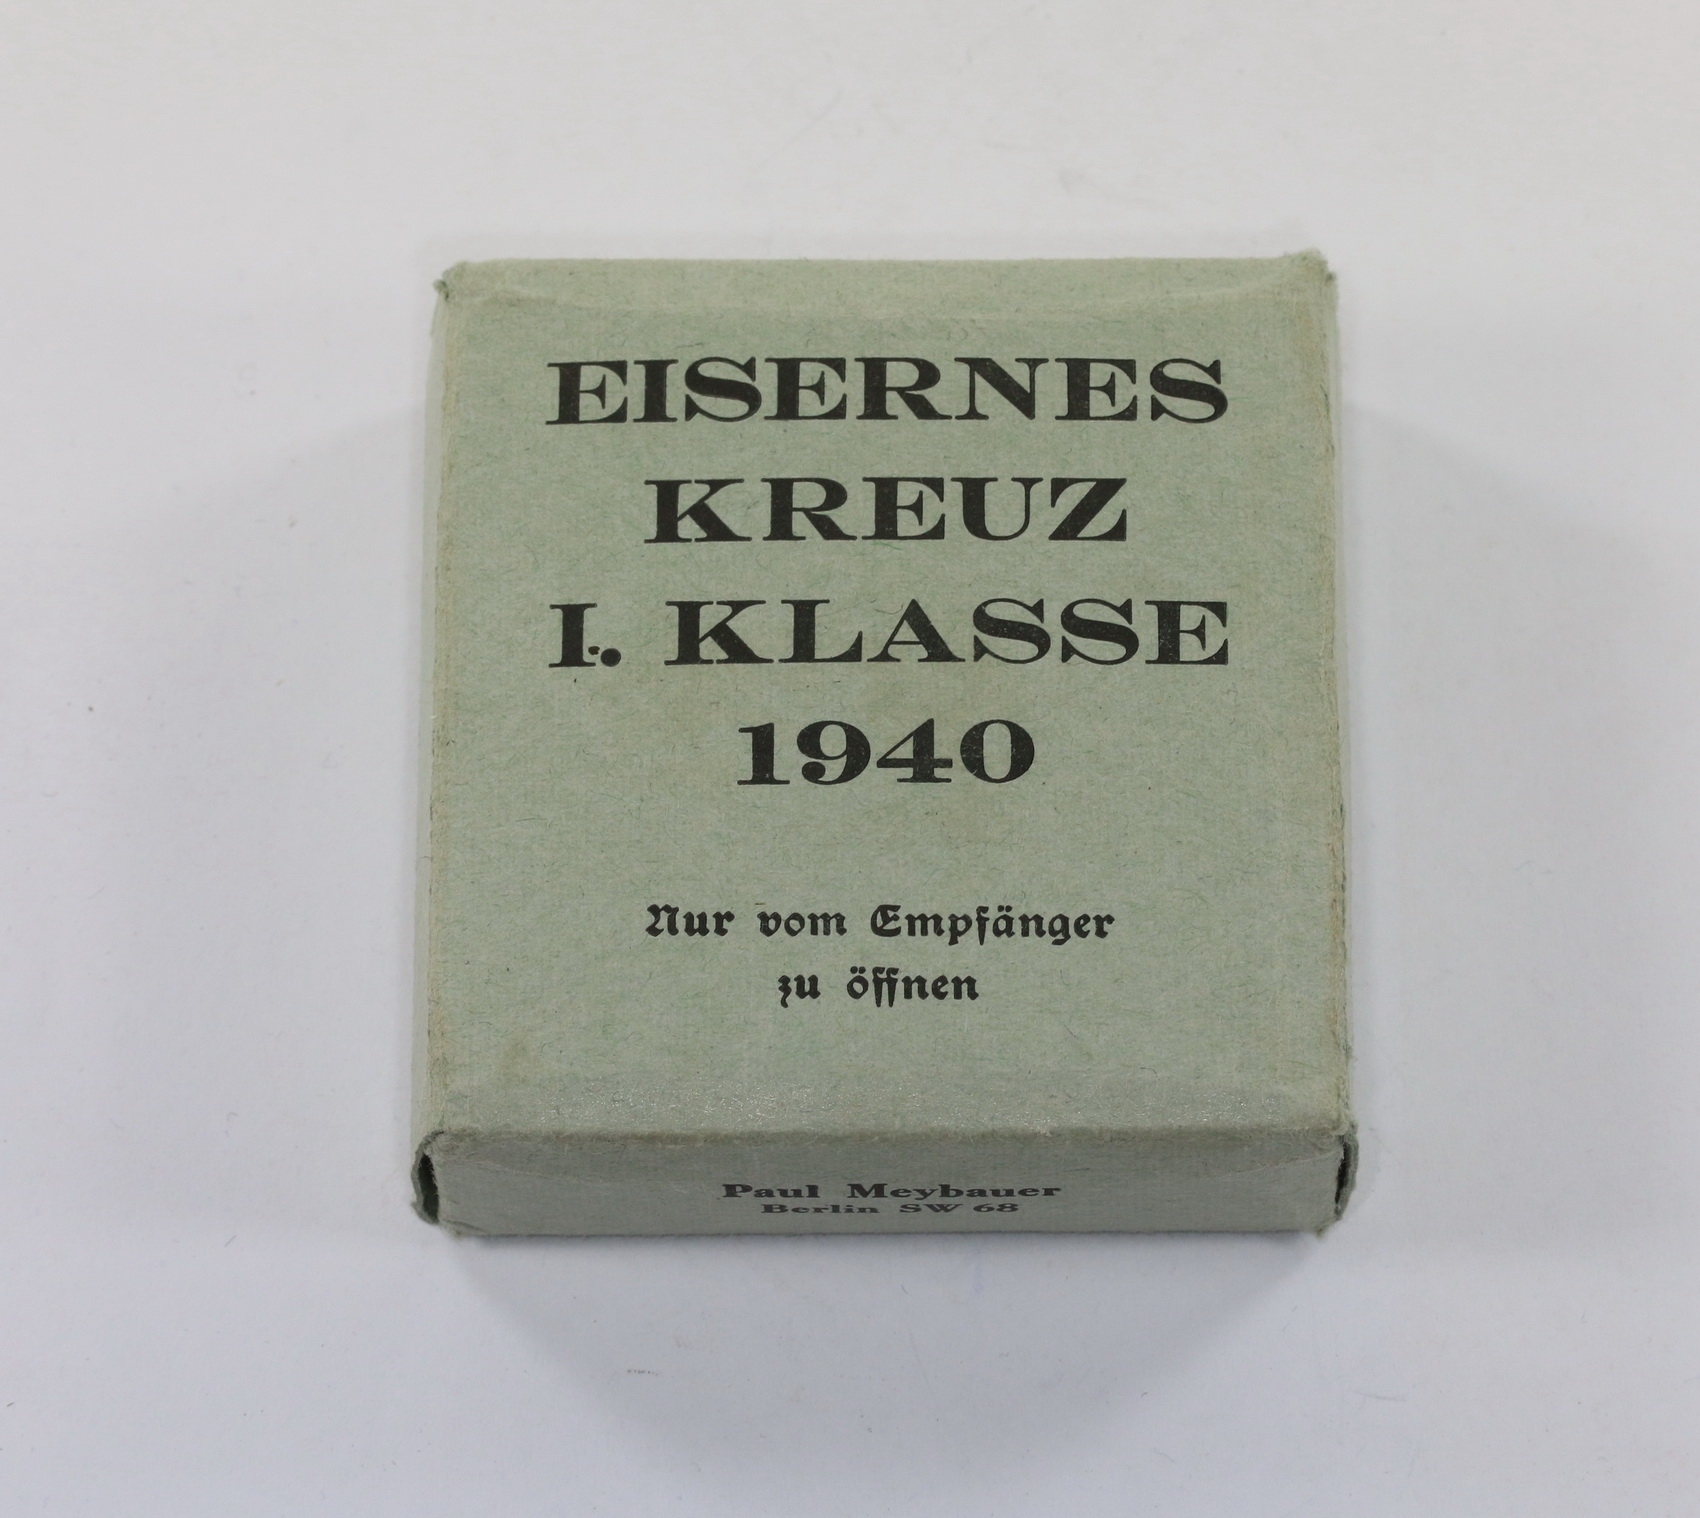 EISERNES
KREUZ
I. KLASSE
1940
Nur vom Empfänger
zu öffnen
Paul Meybauer
Berlin SW 68